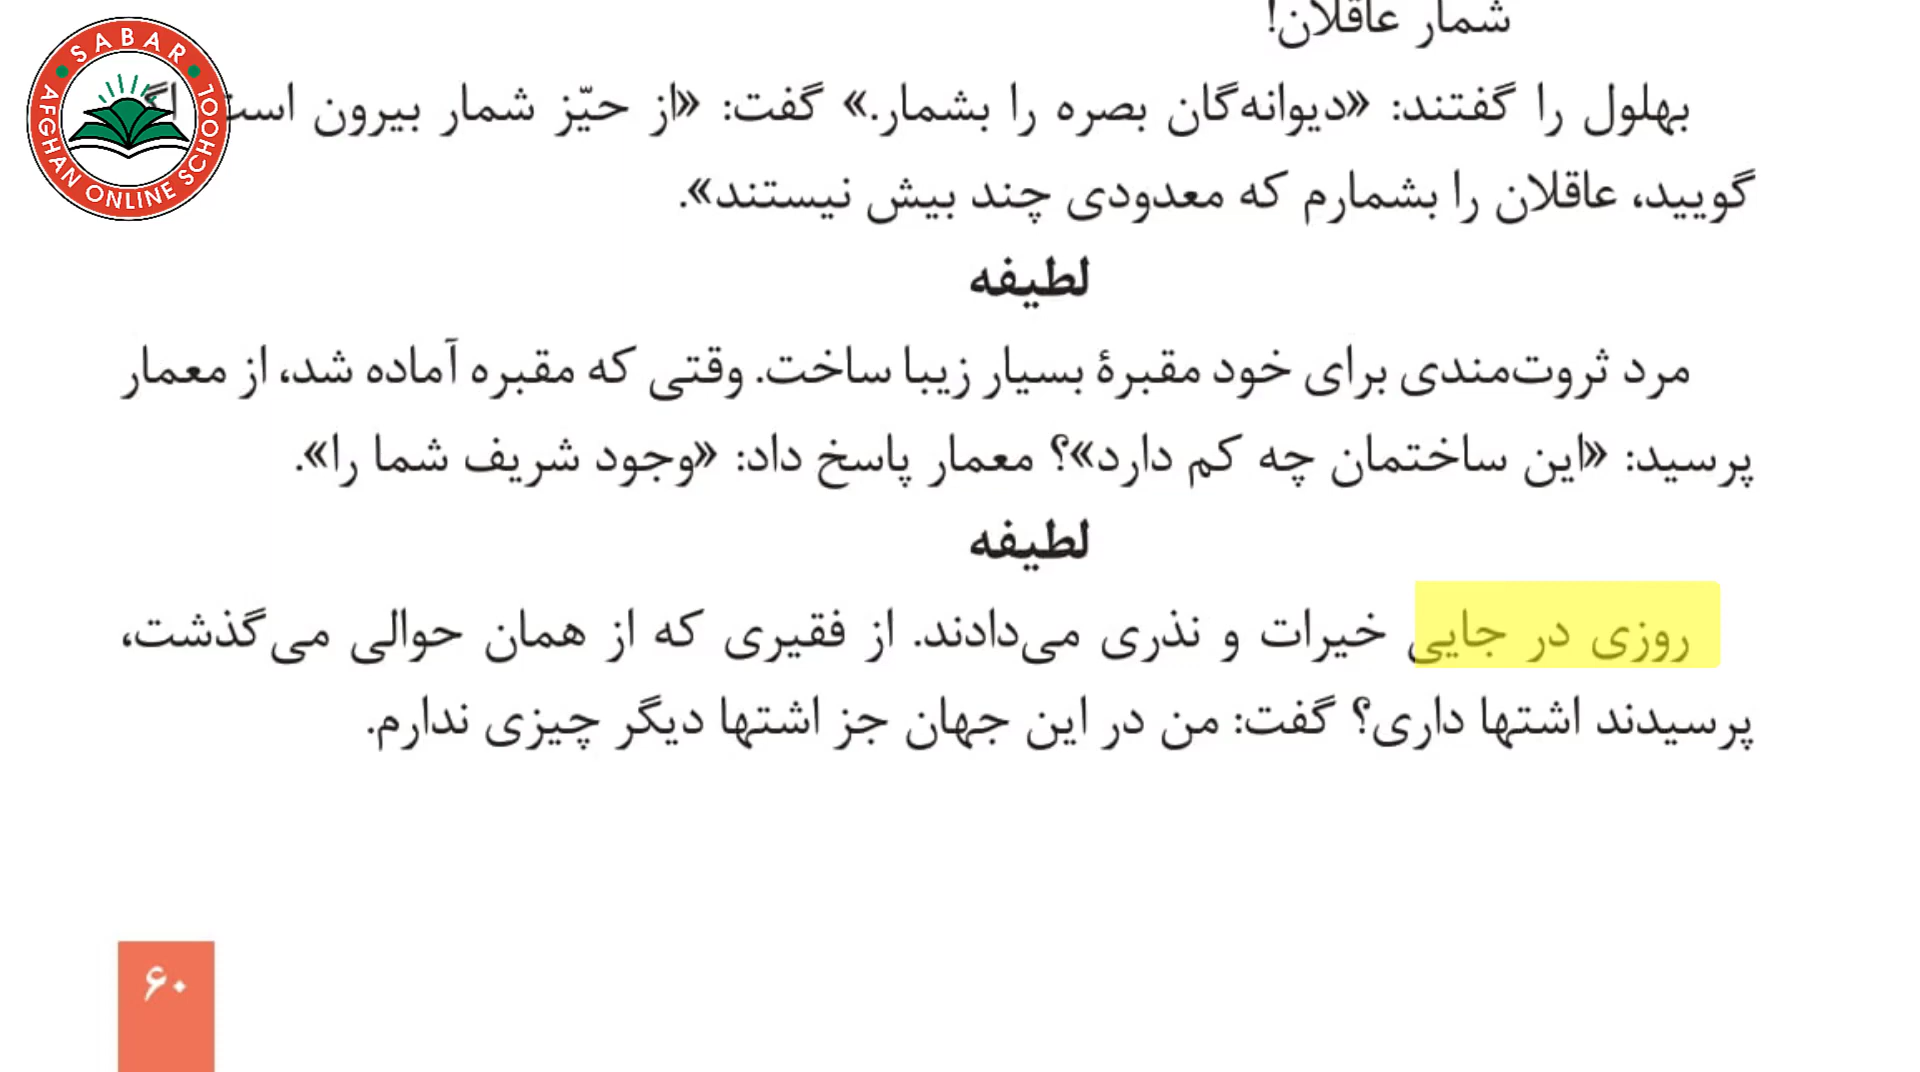 SABAR
AFGHAN ONLINE SCHOOL
شمار عاقلان!
بهلول را گفتند: «دیوانه‌گان بصره را بشمار.» گفت: «از حیّز شمار بیرون است
گویید، عاقلان را بشمارم که معدودی چند بیش نیستند».
لطیفه
مرد ثروت‌مندی برای خود مقبرهٔ بسیار زیبا ساخت. وقتی که مقبره آماده شد، از معمار
پرسید: «این ساختمان چه کم دارد»؟ معمار پاسخ داد: «وجود شریف شما را».
لطیفه
روزی در جایی خیرات و نذری می‌دادند. از فقیری که از همان حوالی می‌گذشت،
پرسیدند اشتها داری؟ گفت: من در این جهان جز اشتها دیگر چیزی ندارم.
۶۰